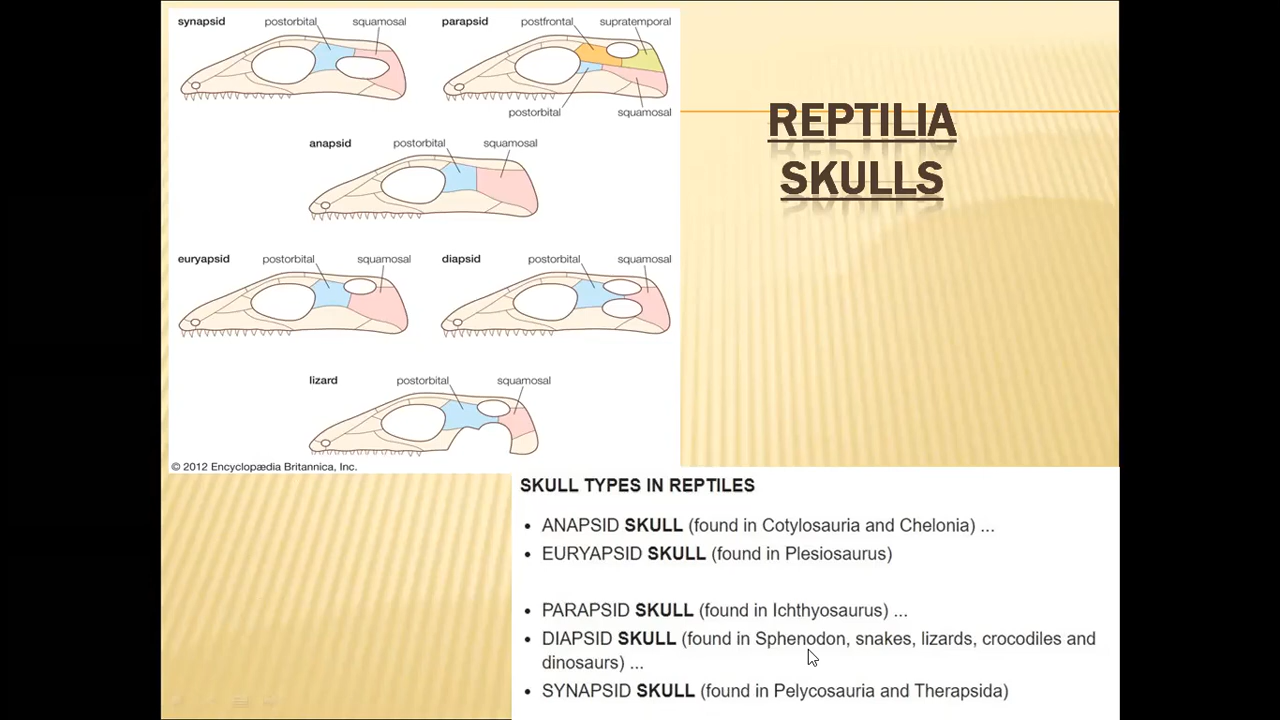 synapsid postorbital squamosal
parapsid postfrontal supratemporal
postorbital squamosal
anapsid postorbital squamosal
euryapsid postorbital squamosal
diapsid postorbital squamosal
lizard postorbital squamosal
© 2012 Encyclopædia Britannica, Inc.
REPTILIA
SKULLS
SKULL TYPES IN REPTILES
• ANAPSID SKULL (found in Cotylosauria and Chelonia) ...
• EURYAPSID SKULL (found in Plesiosaurus)
• PARAPSID SKULL (found in Ichthyosaurus) ...
• DIAPSID SKULL (found in Sphenodon, snakes, lizards, crocodiles and
dinosaurs) ...
• SYNAPSID SKULL (found in Pelycosauria and Therapsida)